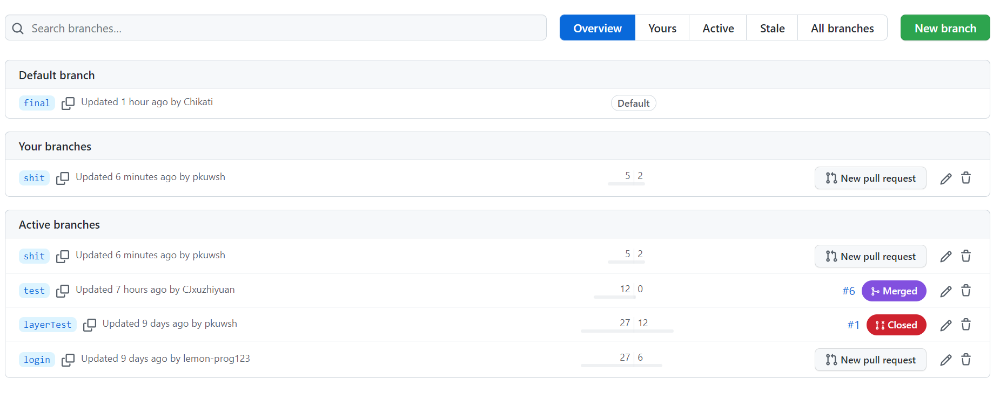 Search branches...
Overview Yours Active Stale All branches New branch
Default branch
final Updated 1 hour ago by Chikati Default
Your branches
shit Updated 6 minutes ago by pkuwsh 5 2 New pull request
Active branches
shit Updated 6 minutes ago by pkuwsh 5 2 New pull request
test Updated 7 hours ago by CJxuzhiyuan 12 0 #6 Merged
layerTest Updated 9 days ago by pkuwsh 27 12 #1 Closed
login Updated 9 days ago by lemon-prog123 27 6 New pull request